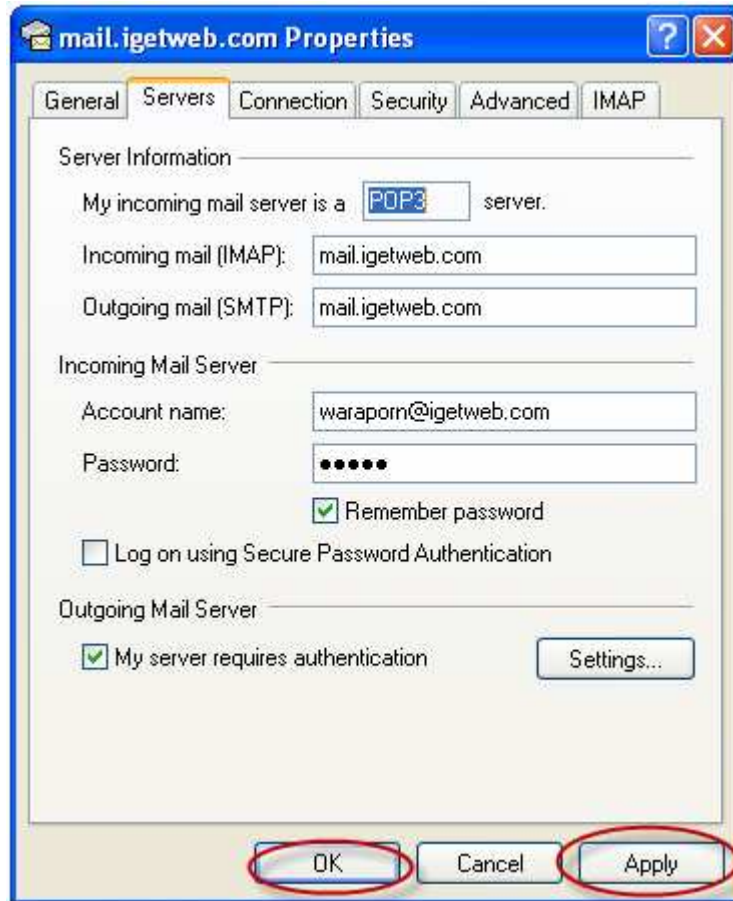 mail.igetweb.com Properties
General Servers Connection Security Advanced IMAP
Server Information
My incoming mail server is a POP3 server.
Incoming mail (IMAP): mail.igetweb.com
Outgoing mail (SMTP): mail.igetweb.com
Incoming Mail Server
Account name: waraporn@igetweb.com
Password: •••••
Remember password
Log on using Secure Password Authentication
Outgoing Mail Server
My server requires authentication Settings...
OK Cancel Apply